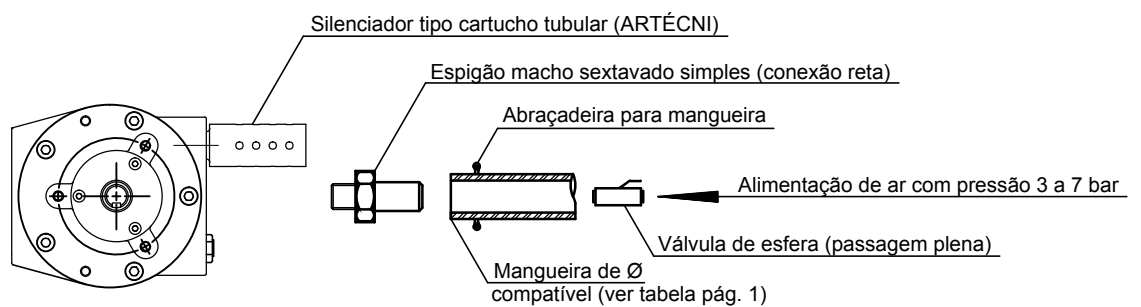 Silenciador tipo cartucho tubular (ARTÉCNI)
Espigão macho sextavado simples (conexão reta)
Abraçadeira para mangueira
Alimentação de ar com pressão 3 a 7 bar
Válvula de esfera (passagem plena)
Mangueira de Ø
compatível (ver tabela pág. 1)